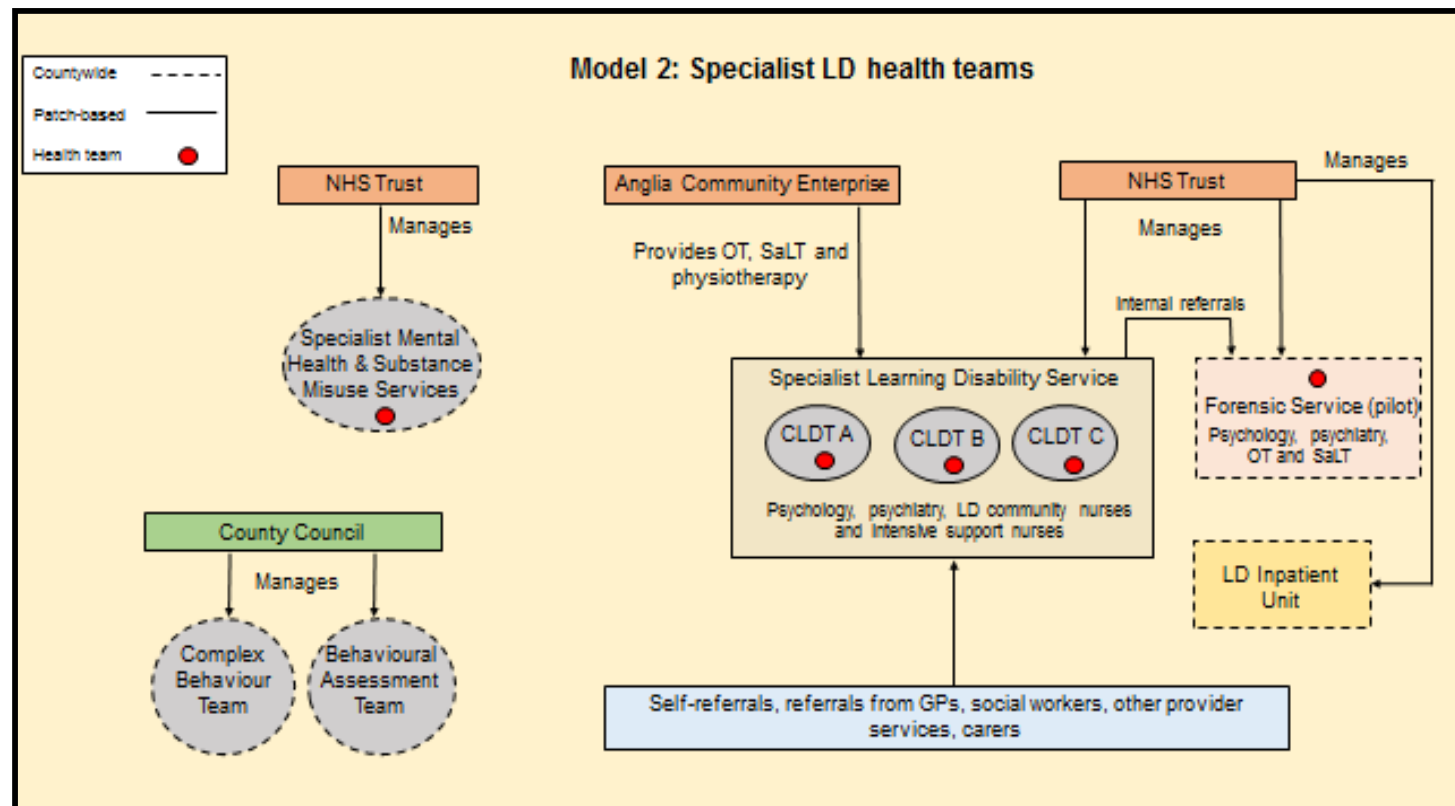 Model 2: Specialist LD health teams
Countywide
Patch-based
Health team
NHS Trust
Manages
Specialist Mental
Health & Substance
Misuse Services
Anglia Community Enterprise
Provides OT, SaLT and
physiotherapy
NHS Trust
Manages
Manages
Internal referrals
Specialist Learning Disability Service
CLDT A
CLDT B
CLDT C
Psychology, psychiatry, LD community nurses
and intensive support nurses
Forensic Service (pilot)
Psychology, psychiatry,
OT and SaLT
LD Inpatient
Unit
County Council
Manages
Complex
Behaviour
Team
Behavioural
Assessment
Team
Self-referrals, referrals from GPs, social workers, other provider
services, carers